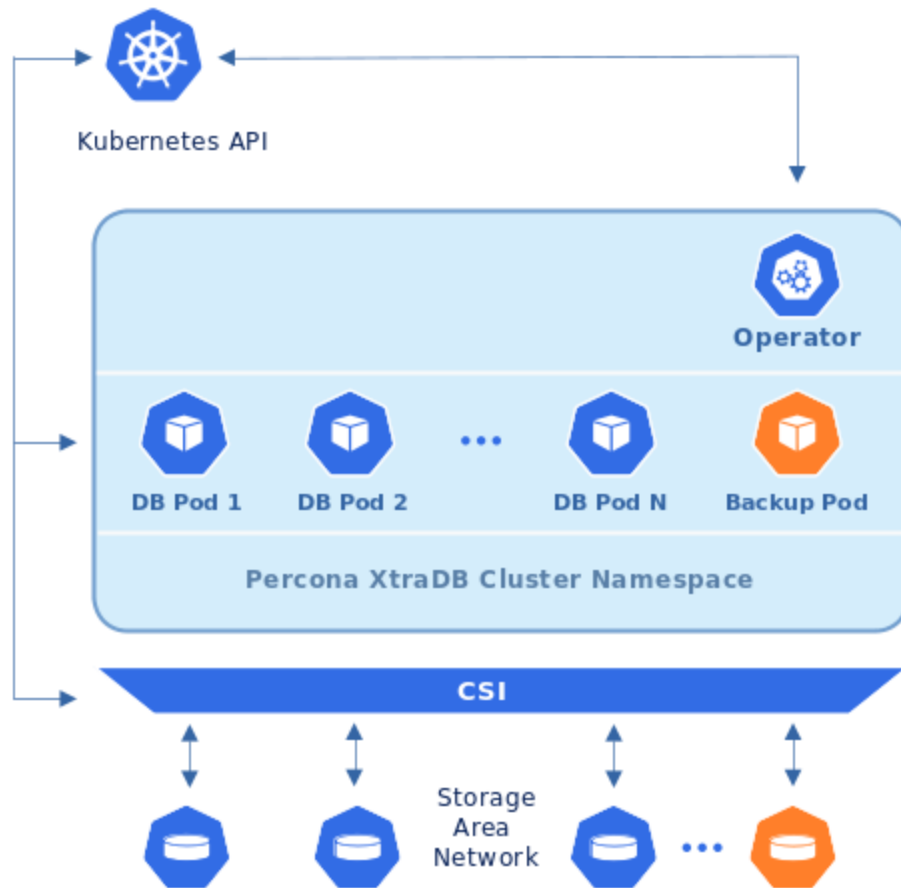 Kubernetes API
Operator
DB Pod 1
DB Pod 2
DB Pod N
Backup Pod
Percona XtraDB Cluster Namespace
CSI
Storage
Area
Network